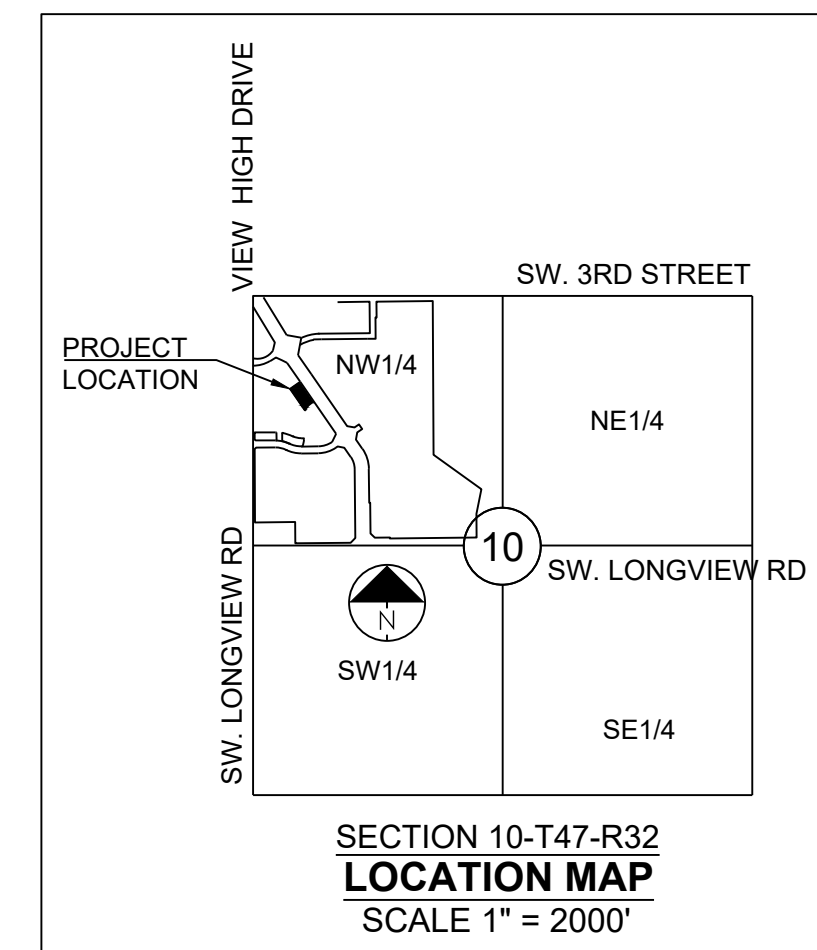 VIEW HIGH DRIVE
SW. 3RD STREET
PROJECT
LOCATION
NW1/4
NE1/4
10
SW. LONGVIEW RD
SW. LONGVIEW RD
N
SW1/4
SE1/4
SECTION 10-T47-R32
LOCATION MAP
SCALE 1" = 2000'